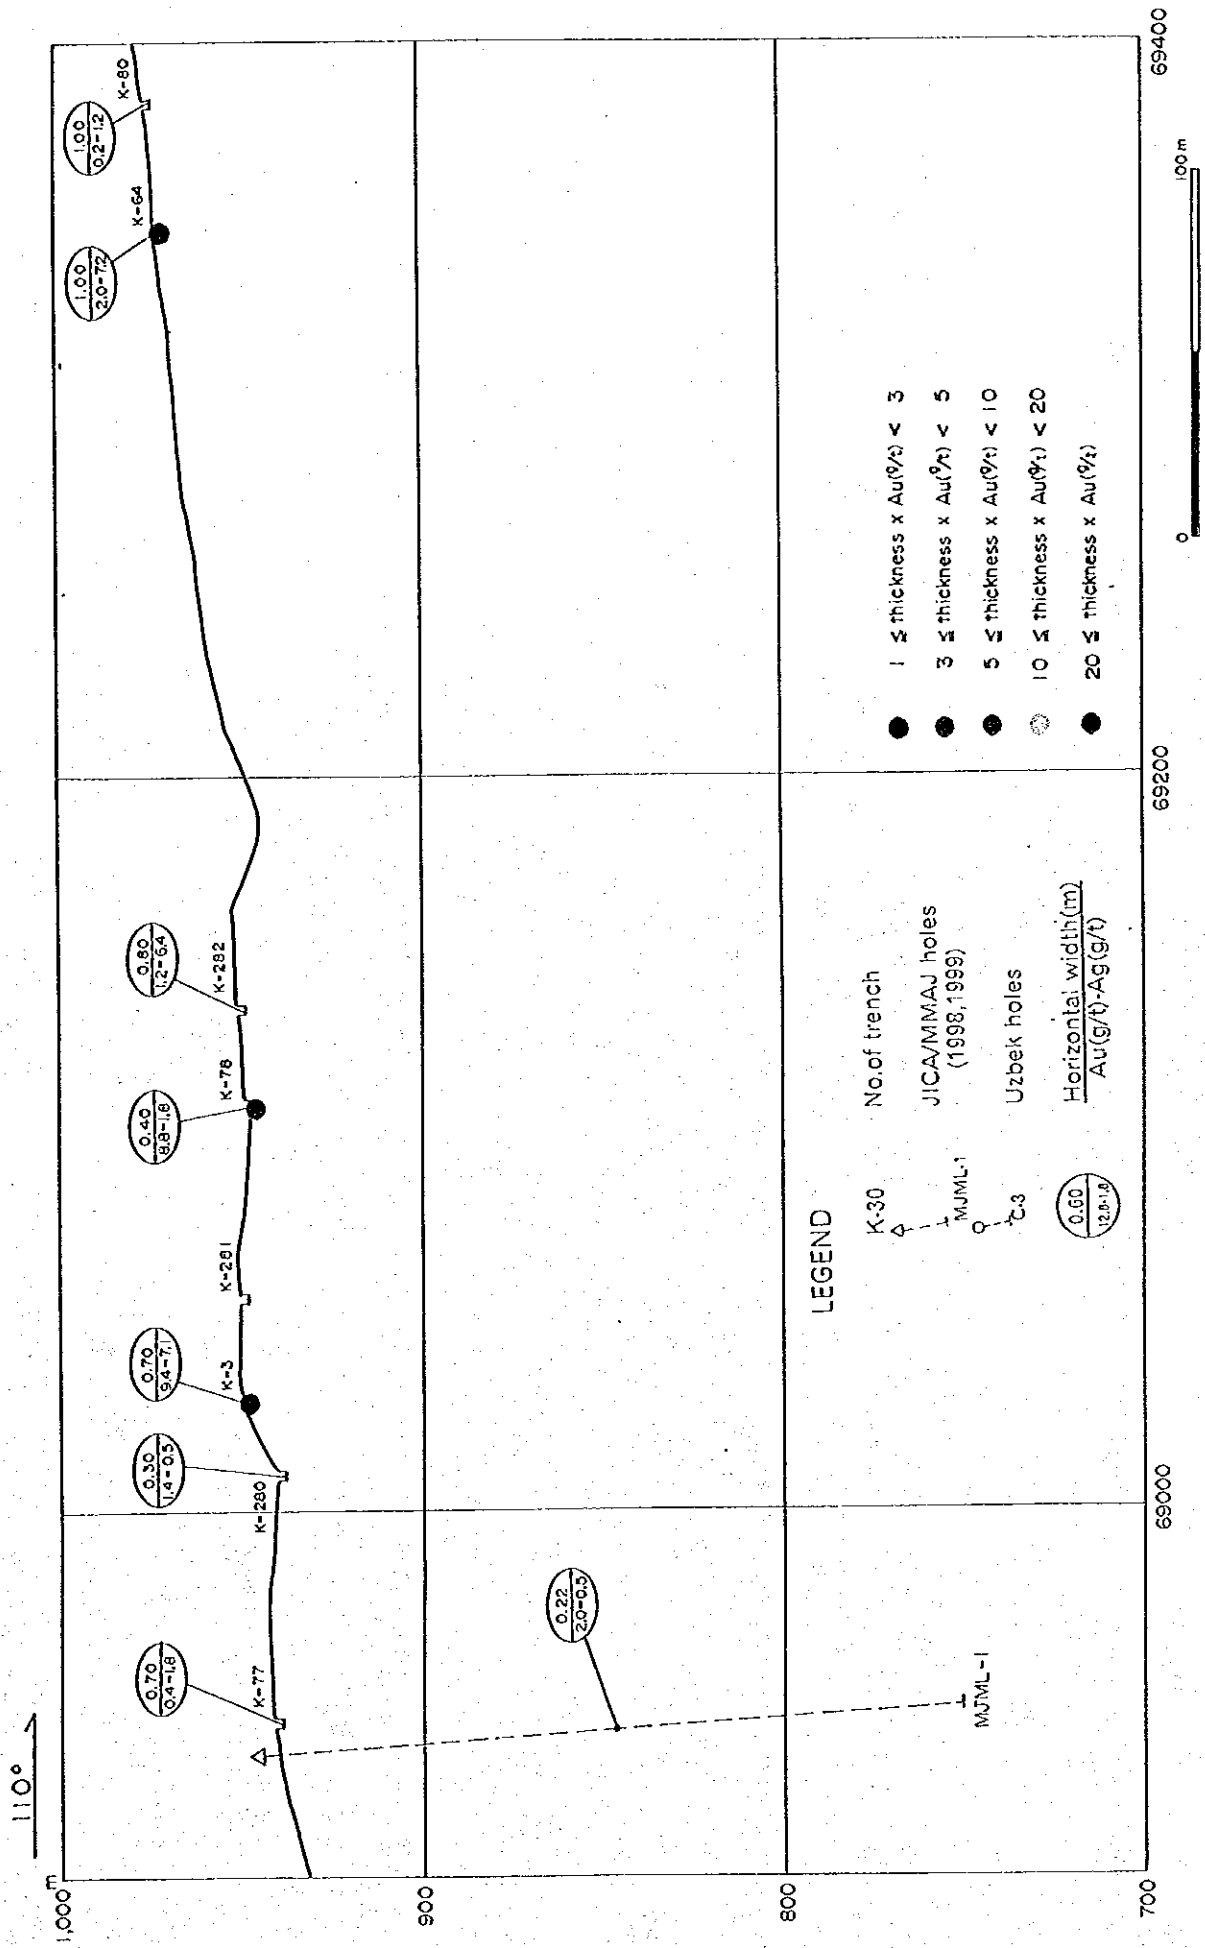 110°
1,000 m
900
800
700
69000
69200
69400
K-77
0.70
0.4-1.8
K-280
0.30
1.4-0.5
K-3
0.70
9.4-7.1
K-281
K-78
0.40
8.8-1.8
K-282
0.80
1.2-6.4
K-64
1.00
2.0-7.2
K-80
1.00
0.2-1.2
0.22
2.0-0.5
MJML-1
LEGEND
K-30 No.of trench
MJML-1 JICA/MMAJ holes
(1998,1999)
C-3 Uzbek holes
0.60 Horizontal width(m)
12.8-1.8 Au(g/t)-Ag(g/t)
1 ≦ thickness x Au(g/t) < 3
3 ≦ thickness x Au(g/t) < 5
5 ≦ thickness x Au(g/t) < 10
10 ≦ thickness x Au(g/t) < 20
20 ≦ thickness x Au(g/t)
0 100 m